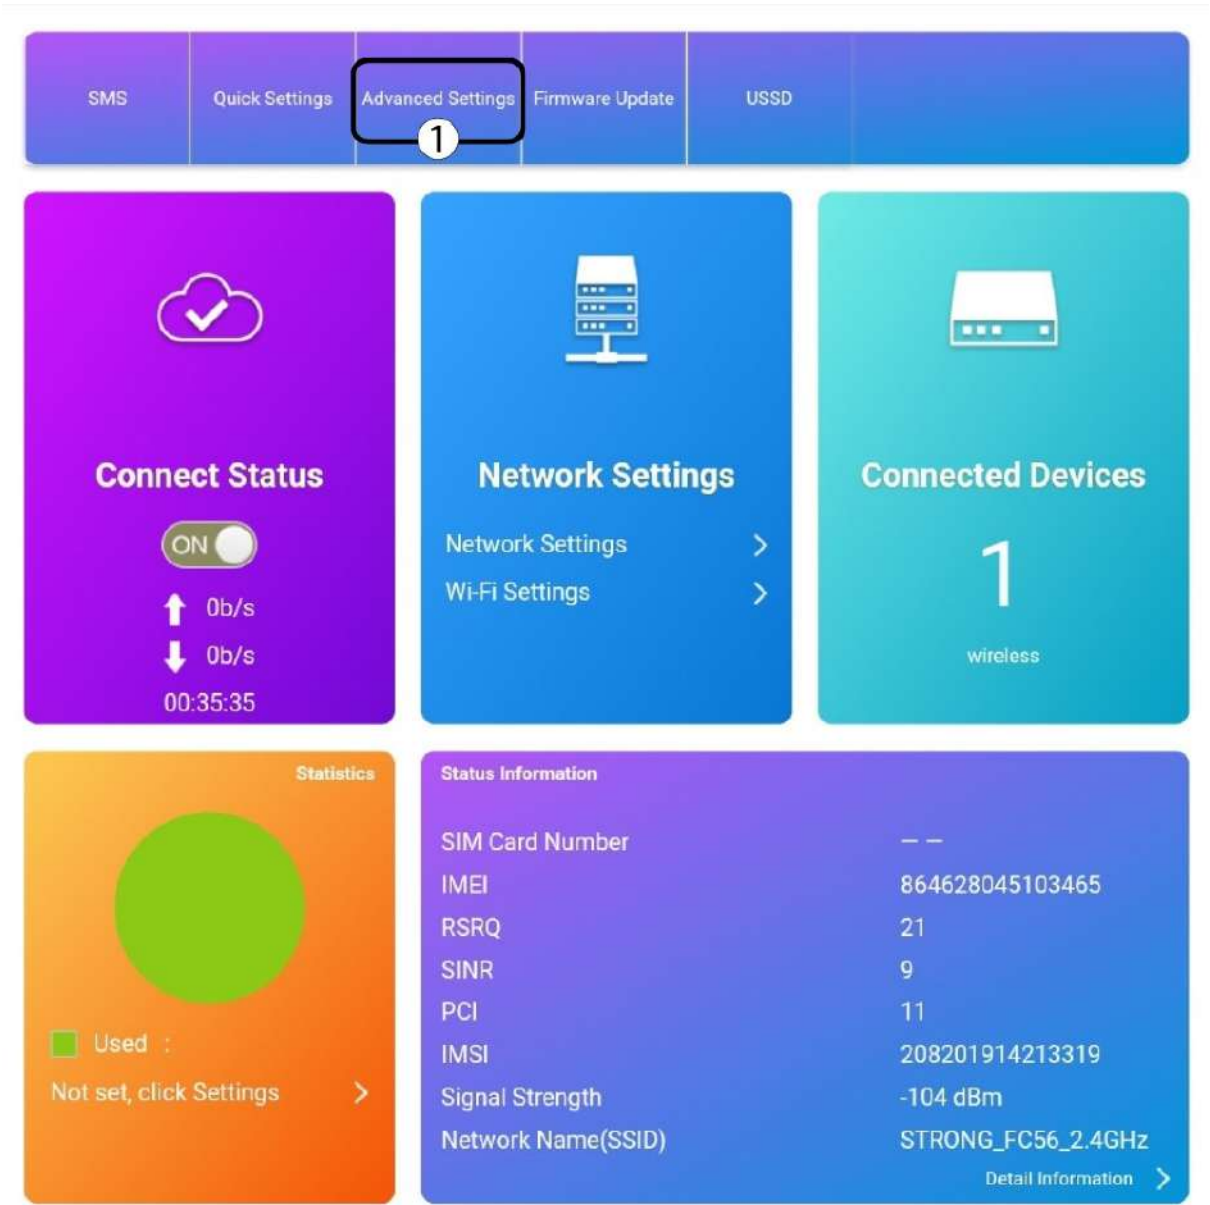 SMS Quick Settings Advanced Settings Firmware Update USSD
1
Connect Status
ON
0b/s
0b/s
00:35:35
Network Settings
Network Settings
Wi-Fi Settings
Connected Devices
1
wireless
Statistics
Used :
Not set, click Settings
Status Information
SIM Card Number — —
IMEI 864628045103465
RSRQ 21
SINR 9
PCI 11
IMSI 208201914213319
Signal Strength -104 dBm
Network Name(SSID) STRONG_FC56_2.4GHz
Detail Information